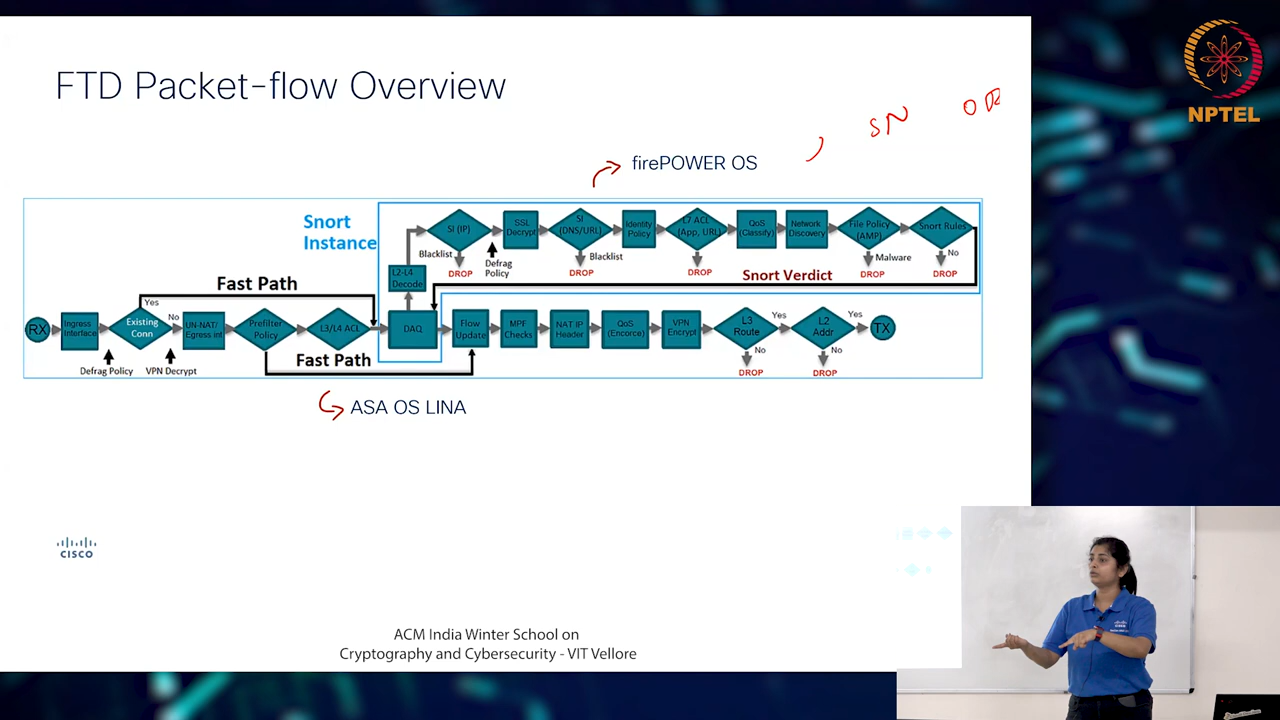 FTD Packet-flow Overview
NPTEL
SN OR
firePOWER OS
Snort
Instance
SI (IP)
SSL
Decrypt
SI
(DNS/URL)
Identity
Policy
L7 ACL
(App, URL)
QoS
(Classify)
Network
Discovery
File Policy
(AMP)
Snort Rules
Blacklist
Defrag
Policy
Blacklist
Malware
No
DROP
DROP
DROP
DROP
DROP
L2-L4
Decode
Snort Verdict
Fast Path
Yes
RX
Ingress
Interface
Existing
Conn
No
UN-NAT/
Egress int
Prefilter
Policy
L3/L4 ACL
DAQ
Flow
Update
MPF
Checks
NAT IP
Header
QoS
(Encorce)
VPN
Encrypt
L3
Route
Yes
L2
Addr
Yes
TX
No
No
Defrag Policy
VPN Decrypt
Fast Path
DROP
DROP
ASA OS LINA
CISCO
ACM India Winter School on
Cryptography and Cybersecurity - VIT Vellore